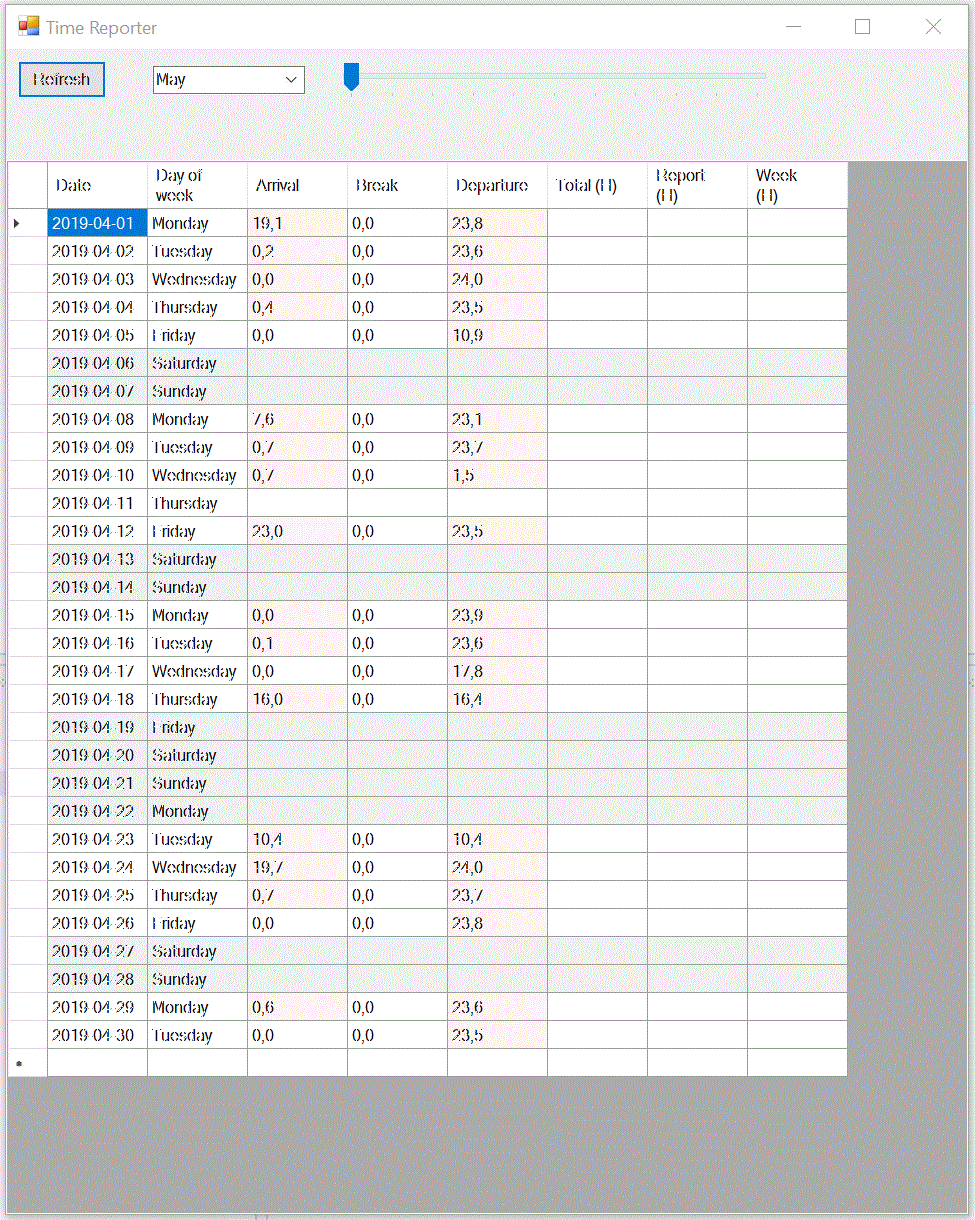 Time Reporter
Refresh May
Date Day of week Arrival Break Departure Total (H) Report (H) Week (H)
2019-04-01 Monday 19,1 0,0 23,8
2019-04-02 Tuesday 0,2 0,0 23,6
2019-04-03 Wednesday 0,0 0,0 24,0
2019-04-04 Thursday 0,4 0,0 23,5
2019-04-05 Friday 0,0 0,0 10,9
2019-04-06 Saturday
2019-04-07 Sunday
2019-04-08 Monday 7,6 0,0 23,1
2019-04-09 Tuesday 0,7 0,0 23,7
2019-04-10 Wednesday 0,7 0,0 1,5
2019-04-11 Thursday
2019-04-12 Friday 23,0 0,0 23,5
2019-04-13 Saturday
2019-04-14 Sunday
2019-04-15 Monday 0,0 0,0 23,9
2019-04-16 Tuesday 0,1 0,0 23,6
2019-04-17 Wednesday 0,0 0,0 17,8
2019-04-18 Thursday 16,0 0,0 16,4
2019-04-19 Friday
2019-04-20 Saturday
2019-04-21 Sunday
2019-04-22 Monday
2019-04-23 Tuesday 10,4 0,0 10,4
2019-04-24 Wednesday 19,7 0,0 24,0
2019-04-25 Thursday 0,7 0,0 23,7
2019-04-26 Friday 0,0 0,0 23,8
2019-04-27 Saturday
2019-04-28 Sunday
2019-04-29 Monday 0,6 0,0 23,6
2019-04-30 Tuesday 0,0 0,0 23,5